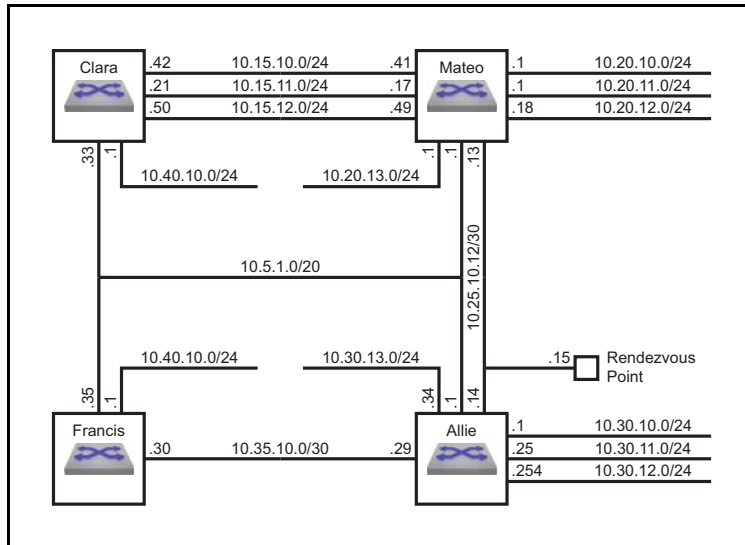 Clara
.42 10.15.10.0/24 .41
.21 10.15.11.0/24 .17
.50 10.15.12.0/24 .49
Mateo
.1 10.20.10.0/24
.1 10.20.11.0/24
.18 10.20.12.0/24
.33
.1
.1
.1
.13
10.40.10.0/24
10.20.13.0/24
10.25.10.12/30
10.5.1.0/20
10.40.10.0/24
10.30.13.0/24
.15 Rendezvous
Point
.35
.1
.34
.1
.14
Francis
.30 10.35.10.0/30 .29
Allie
.1 10.30.10.0/24
.25 10.30.11.0/24
.254 10.30.12.0/24